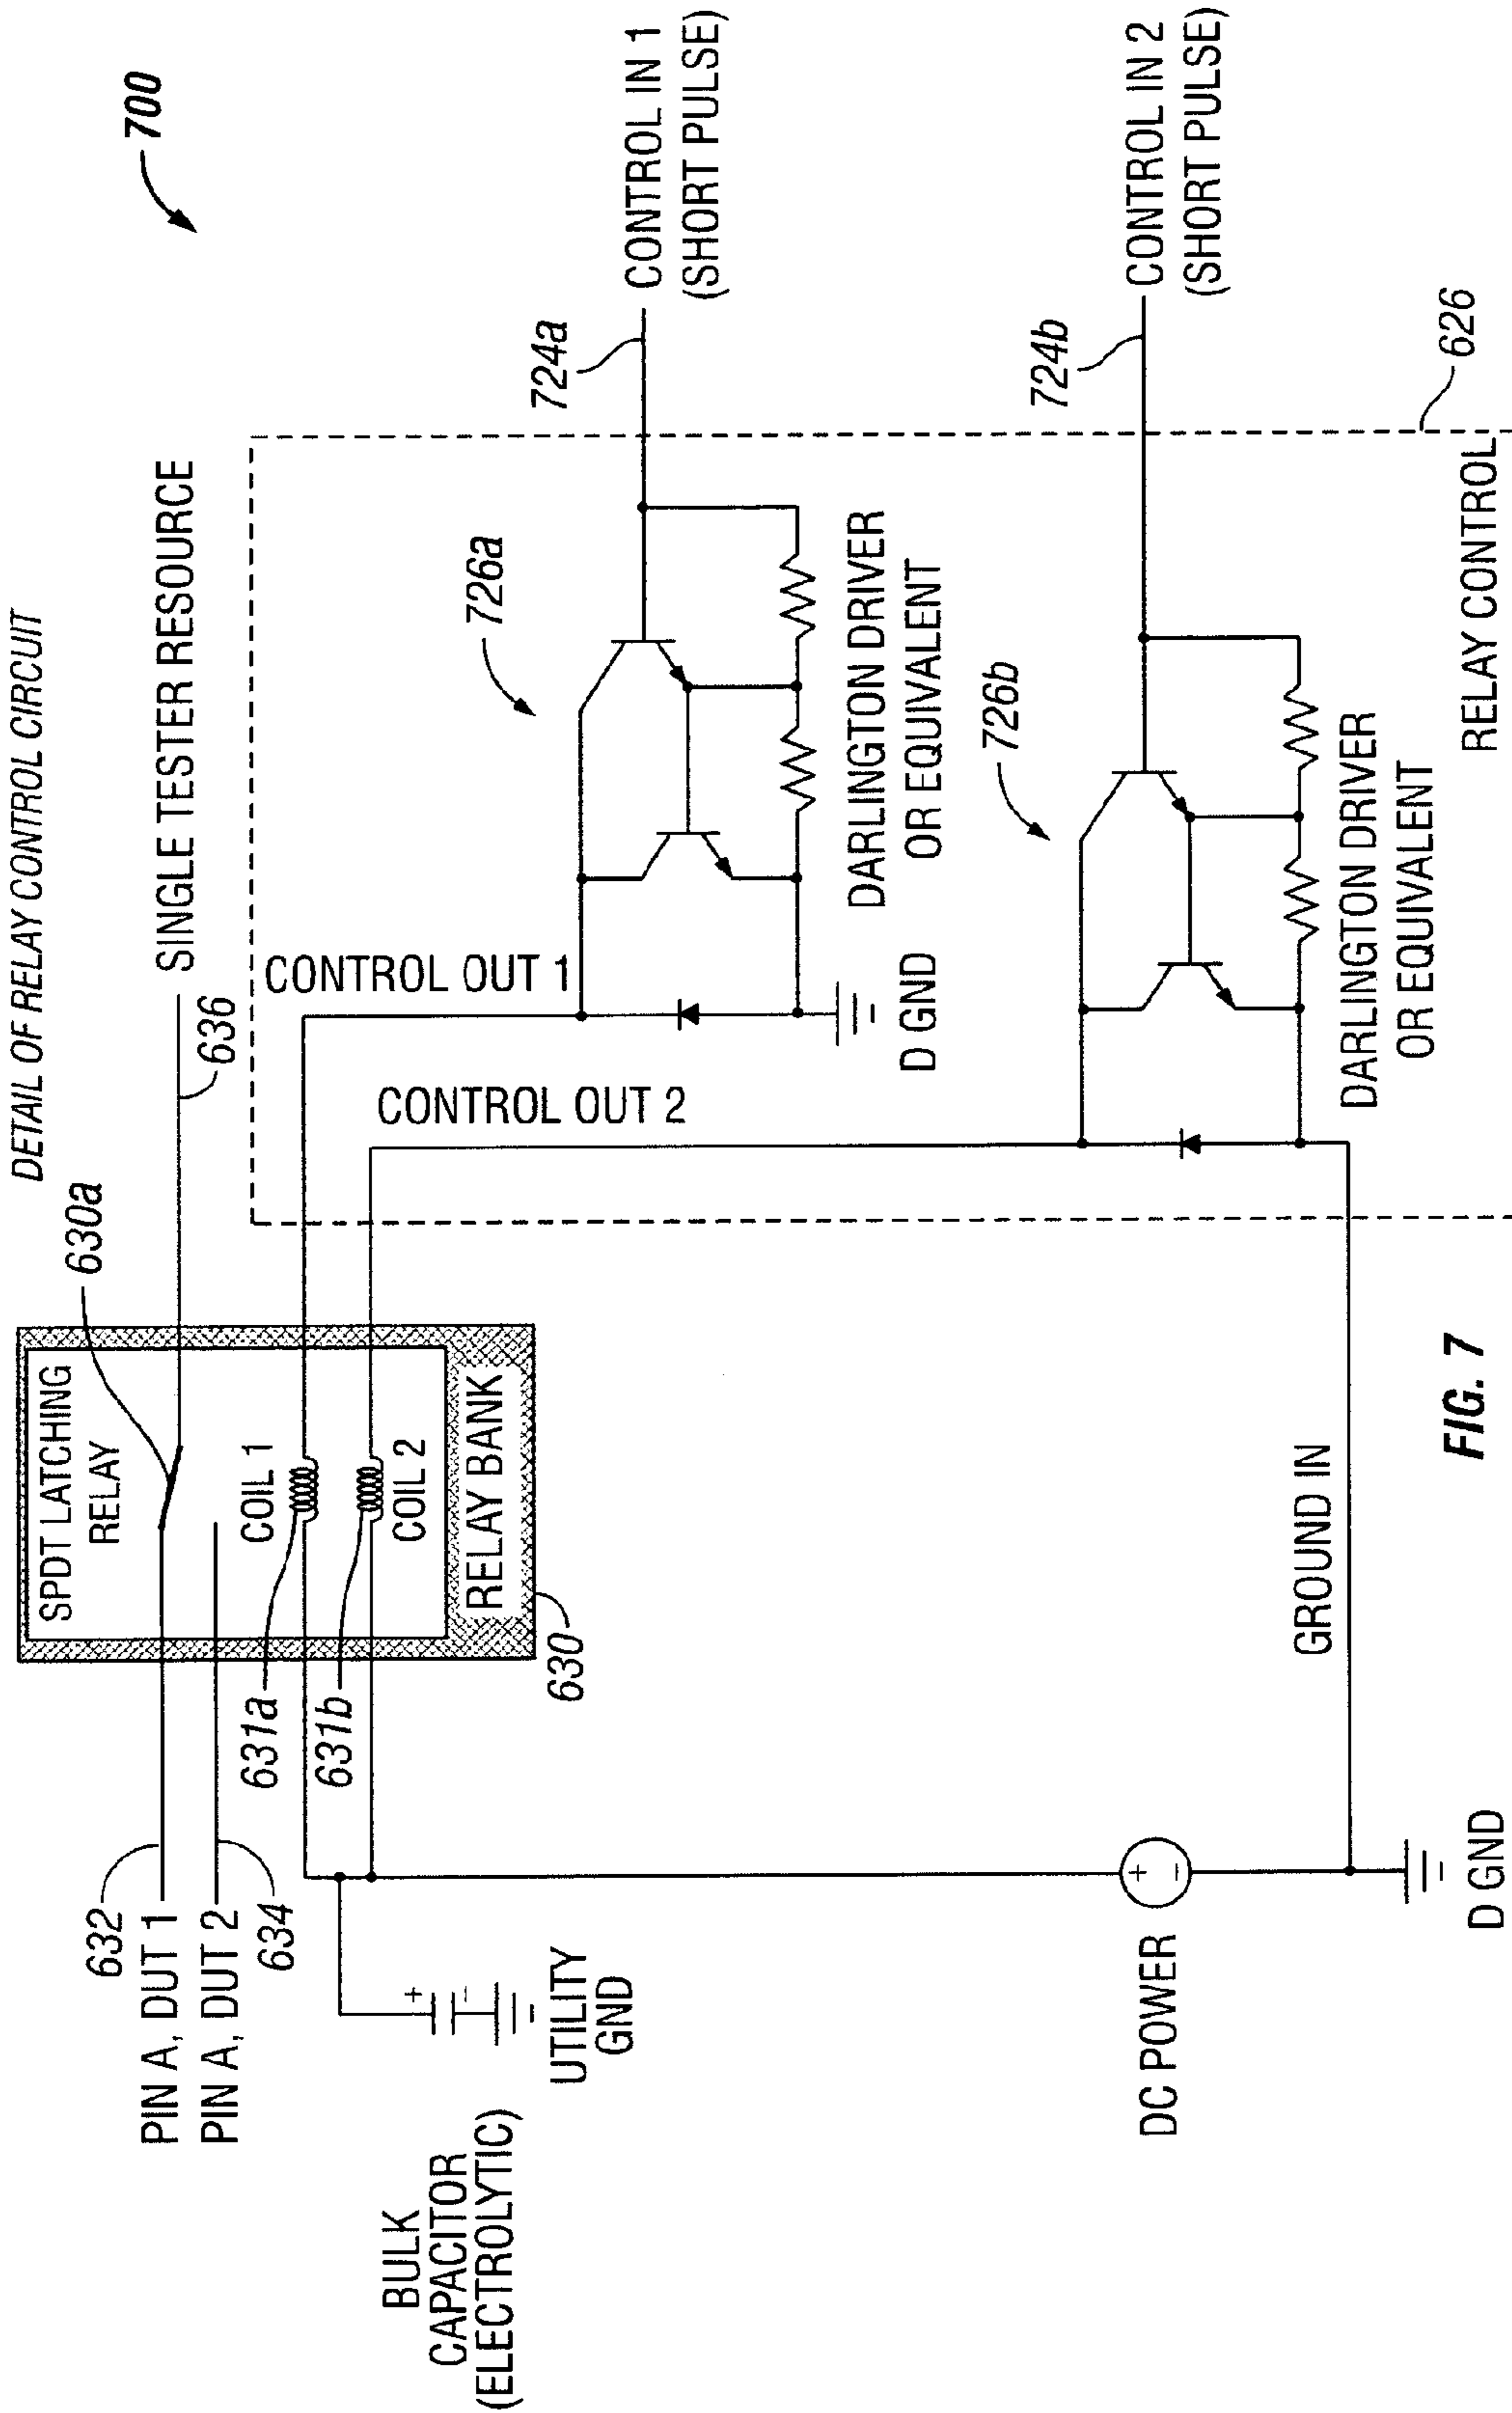 DETAIL OF RELAY CONTROL CIRCUIT
700
SPDT LATCHING
RELAY
630a
636
SINGLE TESTER RESOURCE
632
PIN A, DUT 1
PIN A, DUT 2
634
COIL 1
COIL 2
631a
631b
RELAY BANK
630
CONTROL OUT 1
CONTROL OUT 2
726a
724a
CONTROL IN 1
(SHORT PULSE)
DARLINGTON DRIVER
OR EQUIVALENT
D GND
726b
724b
CONTROL IN 2
(SHORT PULSE)
DARLINGTON DRIVER
OR EQUIVALENT
RELAY CONTROL
626
BULK
CAPACITOR
(ELECTROLYTIC)
+
-
UTILITY
GND
DC POWER
+
-
GROUND IN
D GND
FIG. 7